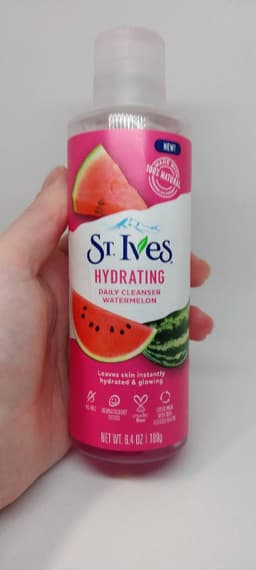 NEW!
MADE WITH
100% NATURAL
ST. Ives
HYDRATING
DAILY CLEANSER
WATERMELON
Leaves skin instantly
hydrated & glowing
NET WT. 6.4 OZ | 180g